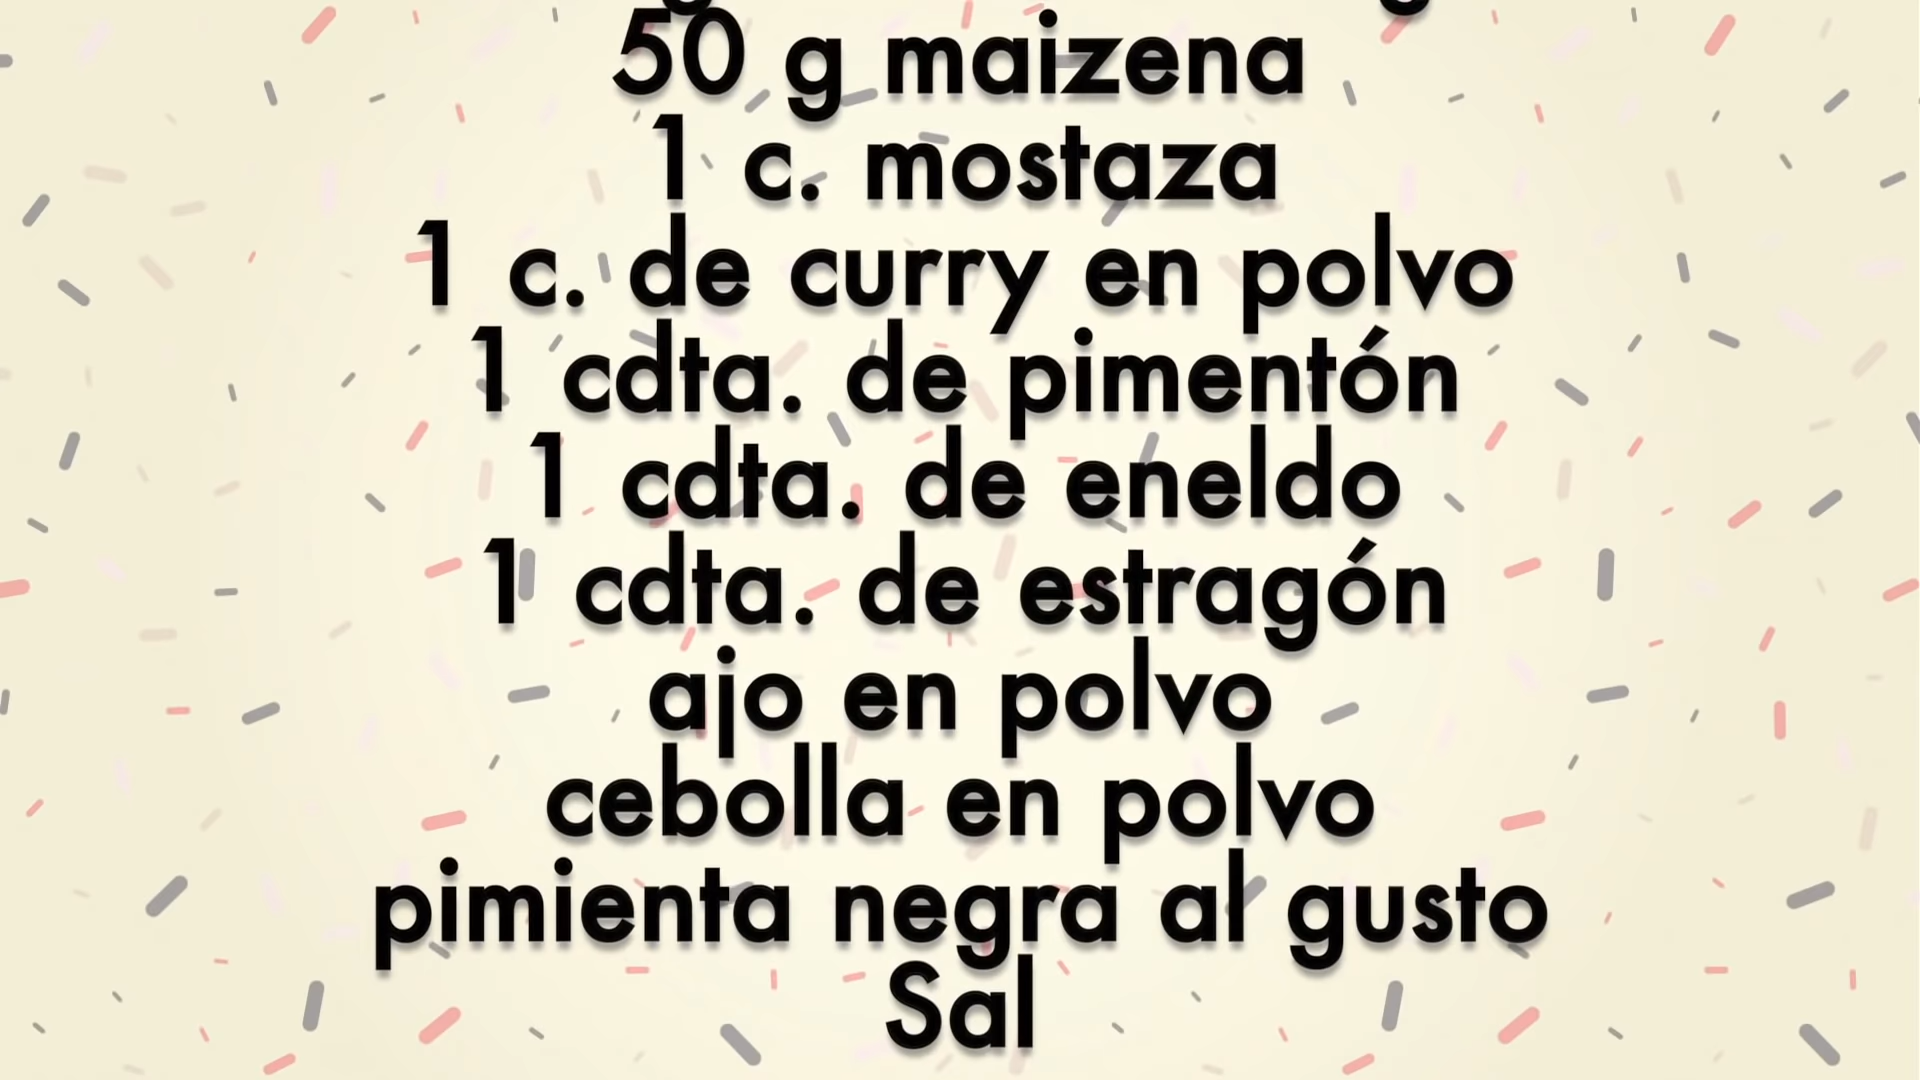 50 g maizena
1 c. mostaza
1 c. de curry en polvo
1 cdta. de pimentón
1 cdta. de eneldo
1 cdta. de estragón
ajo en polvo
cebolla en polvo
pimienta negra al gusto
Sal